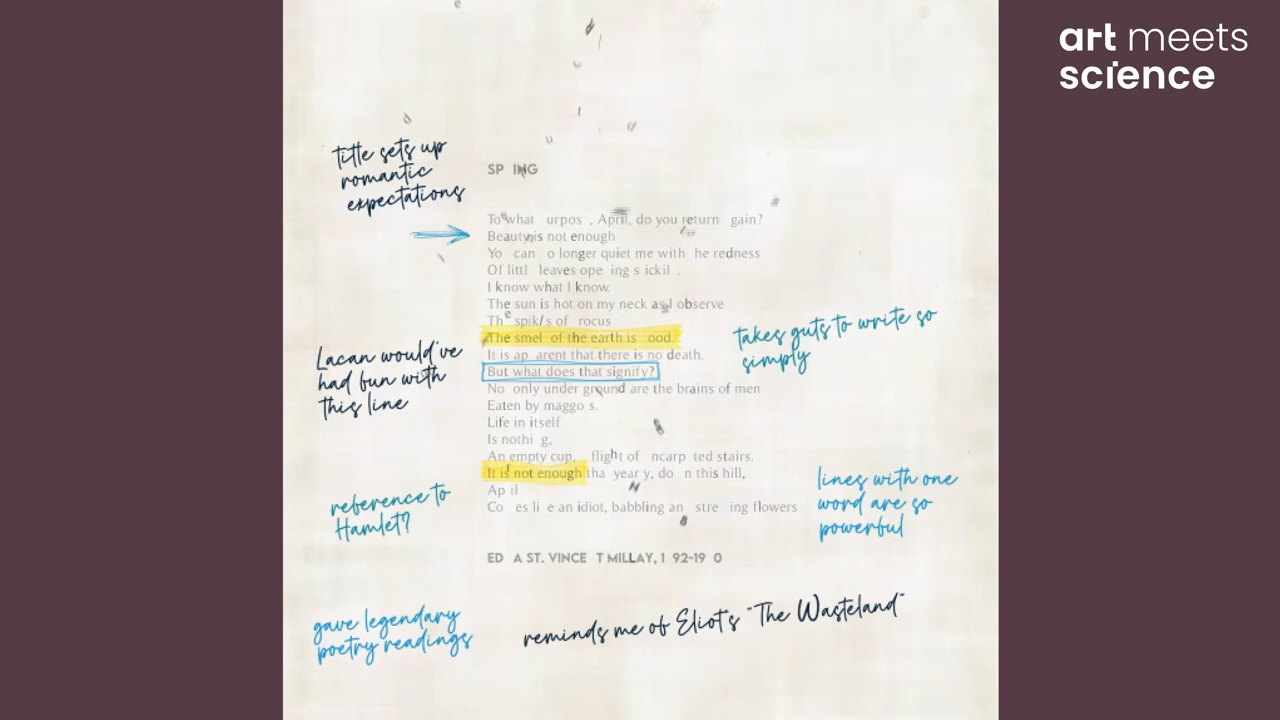 art meets
science
title sets up
romantic
expectations
SP ING
To what urpos , April, do you return gain?
Beauty is not enough
Yo can o longer quiet me with he redness
Of littl leaves ope ing s ickil .
I know what I know.
The sun is hot on my neck as I observe
The spik/s of rocus
The smel of the earth is ood.
It is ap arent that there is no death.
But what does that signify?
No only under ground are the brains of men
Eaten by maggo s.
Life in itself
Is nothi g,
An empty cup, flight of ncarp ted stairs.
It is not enough tha year y, do n this hill,
Ap il
Co es li e an idiot, babbling an stre ing flowers
ED A ST. VINCE T MILLAY, 1 92-19 0
takes guts to write so
simply
Lacan would've
had fun with
this line
reference to
Hamlet?
lines with one
word are so
powerful
gave legendary
poetry readings
reminds me of Eliot's "The Wasteland"